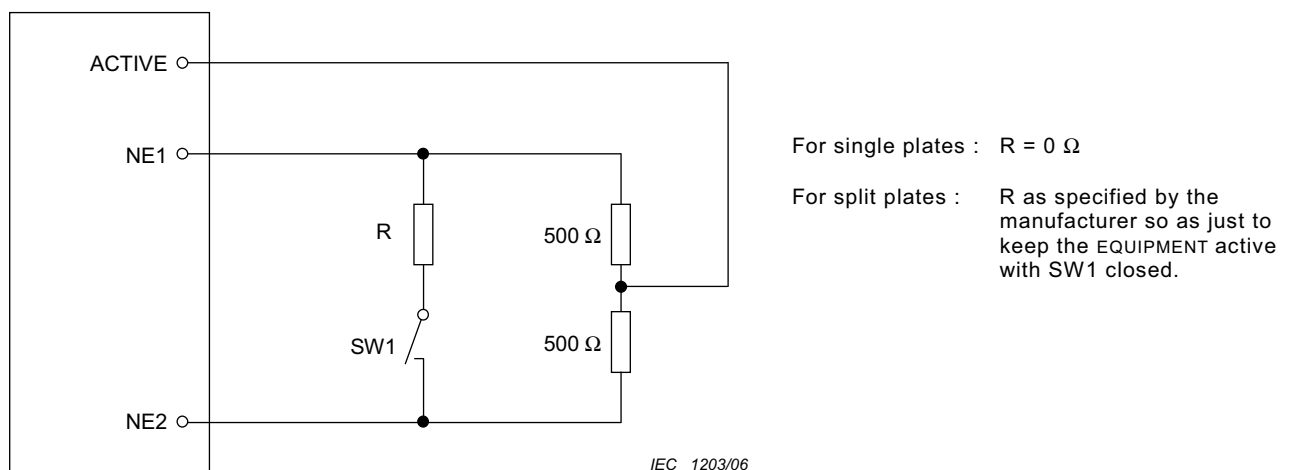 ACTIVE
NE1
For single plates : R = 0 Ω
For split plates : R as specified by the
manufacturer so as just to
keep the EQUIPMENT active
with SW1 closed.
R
500 Ω
SW1
500 Ω
NE2
IEC 1203/06